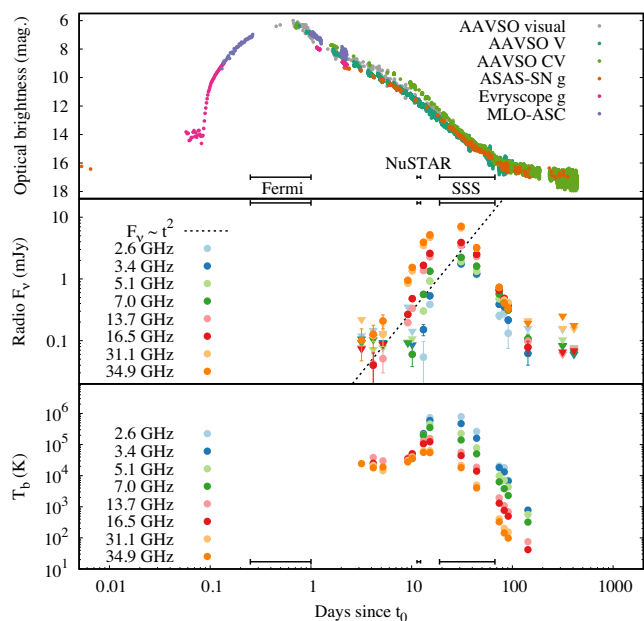 Optical brightness (mag.)
6
8
10
12
14
16
18
AAVSO visual
AAVSO V
AAVSO CV
ASAS-SN g
Evryscope g
MLO-ASC
NuSTAR
Fermi
SSS
Radio Fν (mJy)
10
1
0.1
Fν ~ t²
2.6 GHz
3.4 GHz
5.1 GHz
7.0 GHz
13.7 GHz
16.5 GHz
31.1 GHz
34.9 GHz
Tb (K)
10⁶
10⁵
10⁴
10³
10²
10¹
2.6 GHz
3.4 GHz
5.1 GHz
7.0 GHz
13.7 GHz
16.5 GHz
31.1 GHz
34.9 GHz
0.01 0.1 1 10 100 1000
Days since t₀